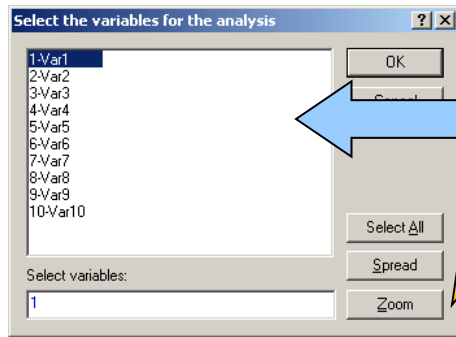 Select the variables for the analysis
1-Var1
2-Var2
3-Var3
4-Var4
5-Var5
6-Var6
7-Var7
8-Var8
9-Var9
10-Var10
OK
Cancel
Select All
Spread
Select variables:
1
Zoom